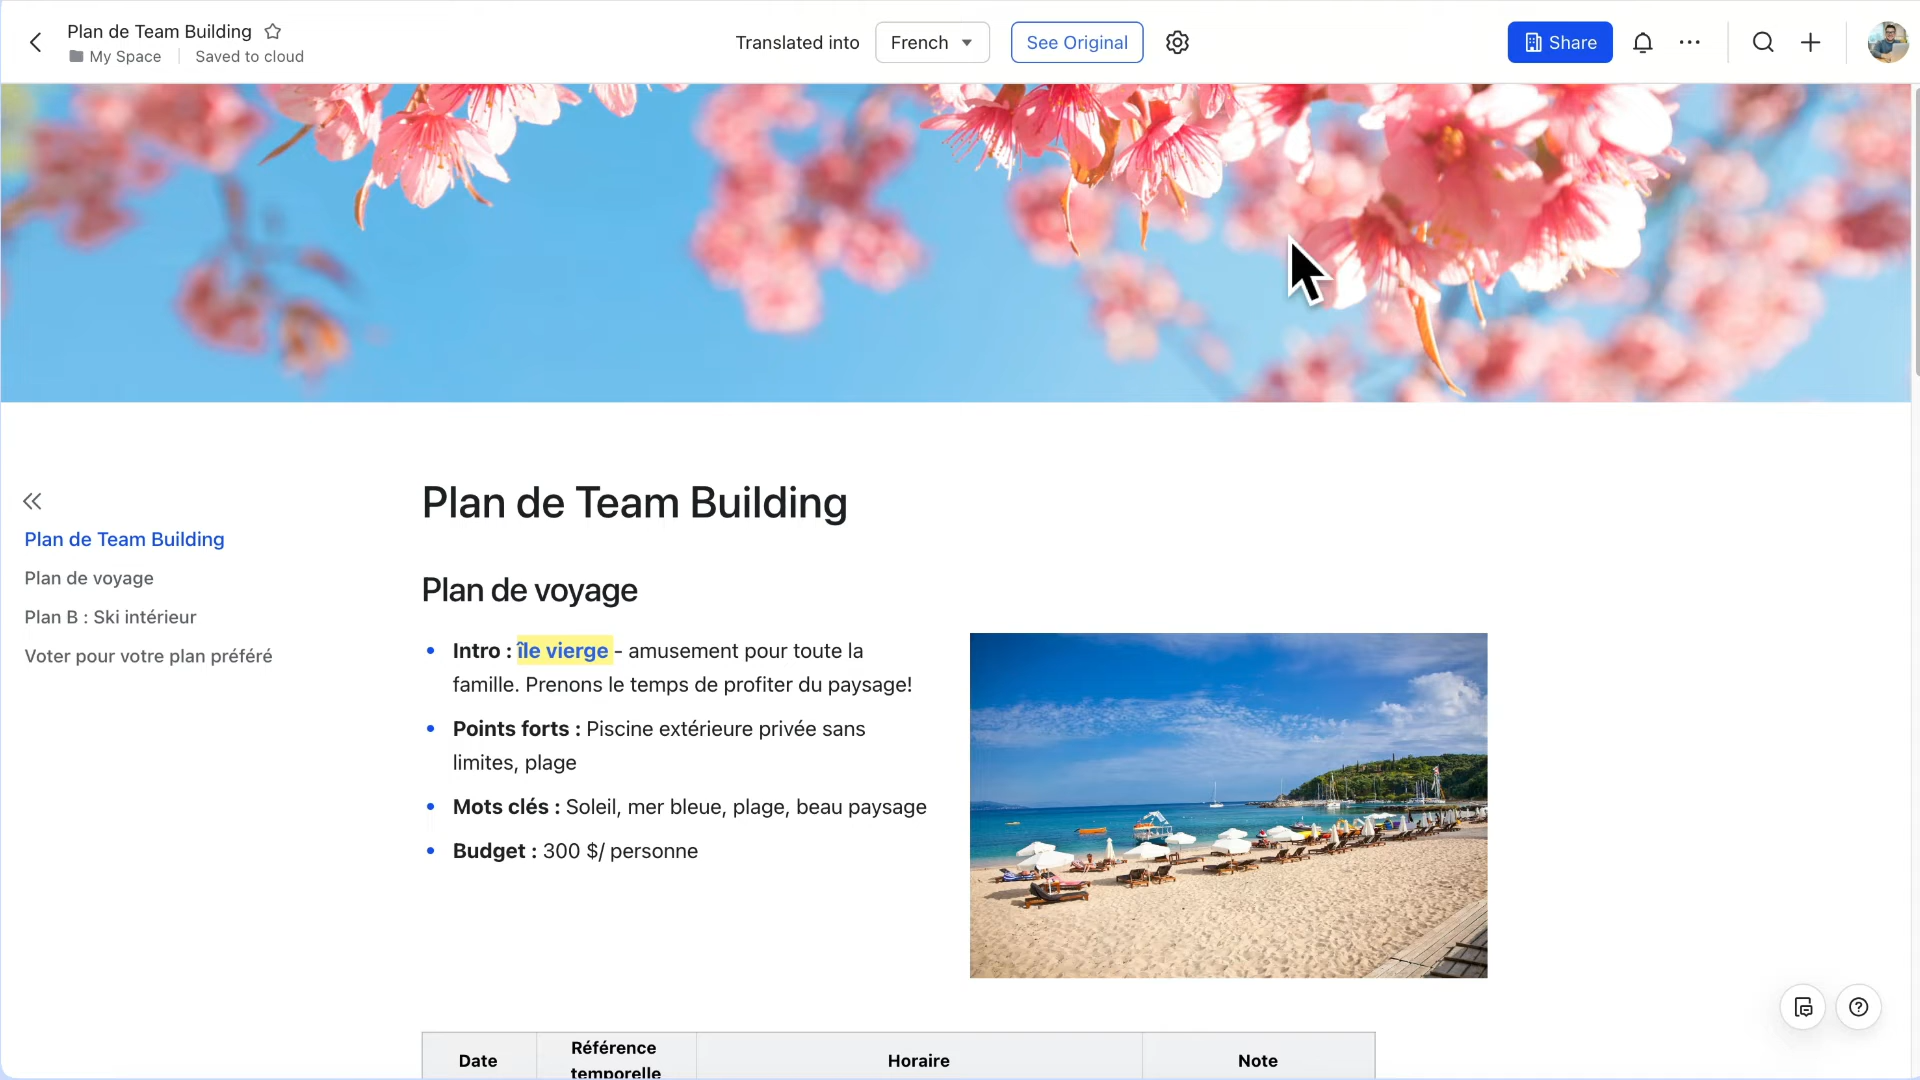 Plan de Team Building
My Space
Saved to cloud
Translated into
French
See Original
Share
Plan de Team Building
Plan de voyage
Plan B : Ski intérieur
Voter pour votre plan préféré
Plan de Team Building
Plan de voyage
Intro : île vierge - amusement pour toute la
famille. Prenons le temps de profiter du paysage!
Points forts : Piscine extérieure privée sans
limites, plage
Mots clés : Soleil, mer bleue, plage, beau paysage
Budget : 300 $/ personne
Date
Référence
temporelle
Horaire
Note